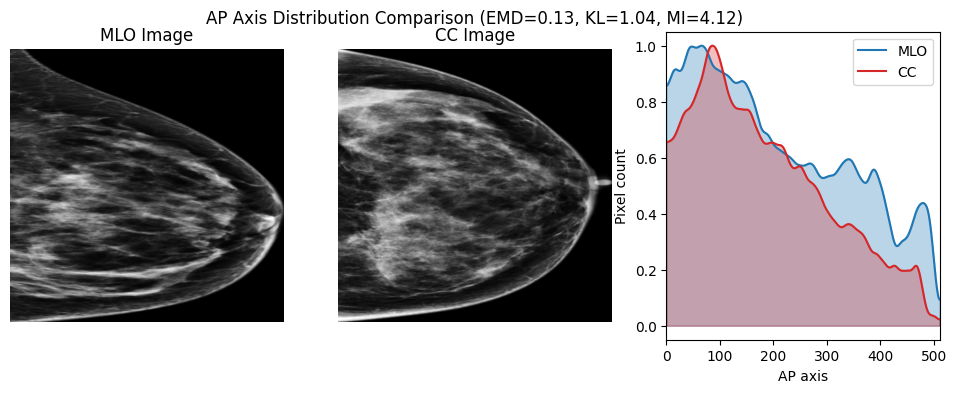 AP Axis Distribution Comparison (EMD=0.13, KL=1.04, MI=4.12)
MLO Image
CC Image
MLO
CC
Pixel count
1.0
0.8
0.6
0.4
0.2
0.0
0 100 200 300 400 500
AP axis